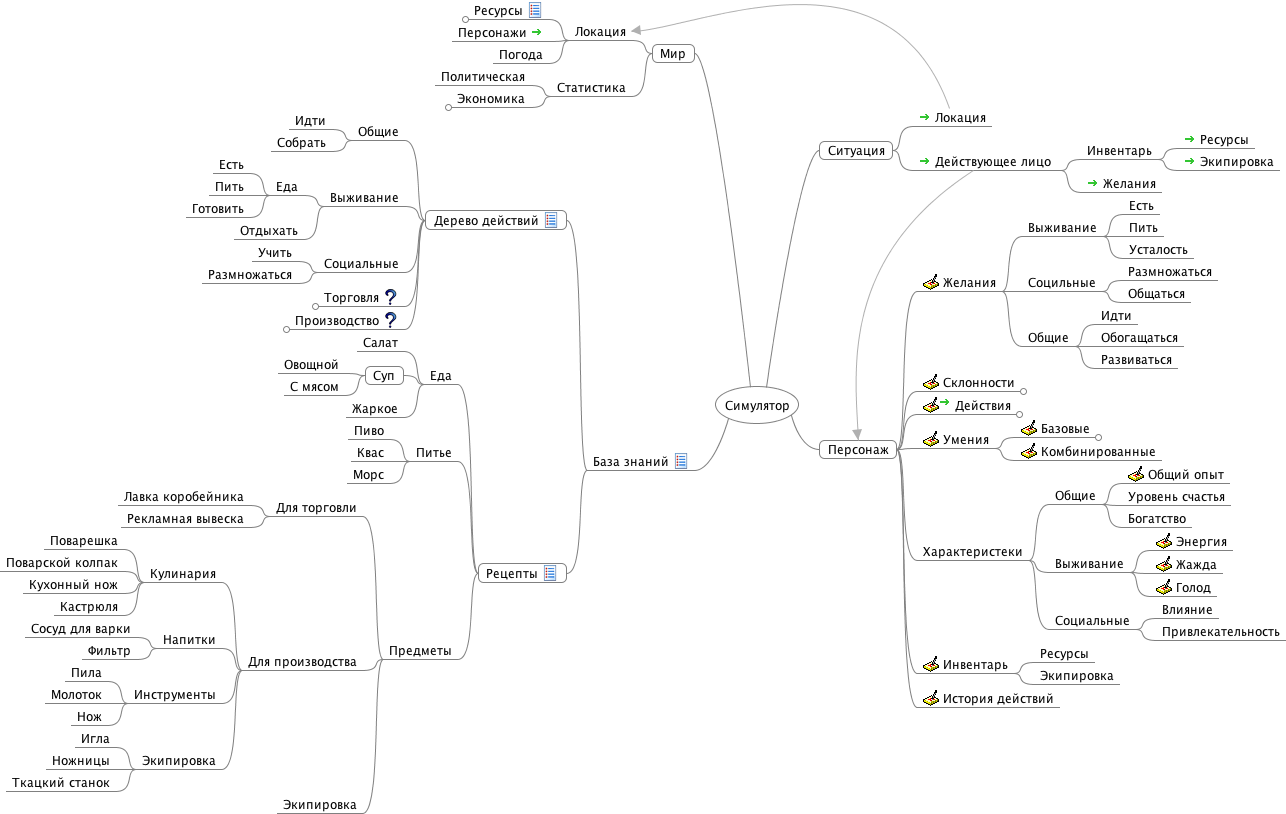 Симулятор
Мир
Локация
Ресурсы
Персонажи
Погода
Статистика
Политическая
Экономика
База знаний
Дерево действий
Общие
Идти
Собрать
Выживание
Еда
Есть
Пить
Готовить
Отдыхать
Социальные
Учить
Размножаться
Торговля
Производство
Рецепты
Еда
Салат
Суп
Овощной
С мясом
Жаркое
Питье
Пиво
Квас
Морс
Предметы
Для торговли
Лавка коробейника
Рекламная вывеска
Для производства
Кулинария
Поварешка
Поварской колпак
Кухонный нож
Кастрюля
Напитки
Сосуд для варки
Фильтр
Инструменты
Пила
Молоток
Нож
Экипировка
Игла
Ножницы
Ткацкий станок
Экипировка
Ситуация
Локация
Действующее лицо
Инвентарь
Ресурсы
Экипировка
Желания
Персонаж
Желания
Выживание
Есть
Пить
Усталость
Социльные
Размножаться
Общаться
Общие
Идти
Обогащаться
Развиваться
Склонности
Действия
Умения
Базовые
Комбинированные
Характеристеки
Общие
Общий опыт
Уровень счастья
Богатство
Выживание
Энергия
Жажда
Голод
Социальные
Влияние
Привлекательность
Инвентарь
Ресурсы
Экипировка
История действий